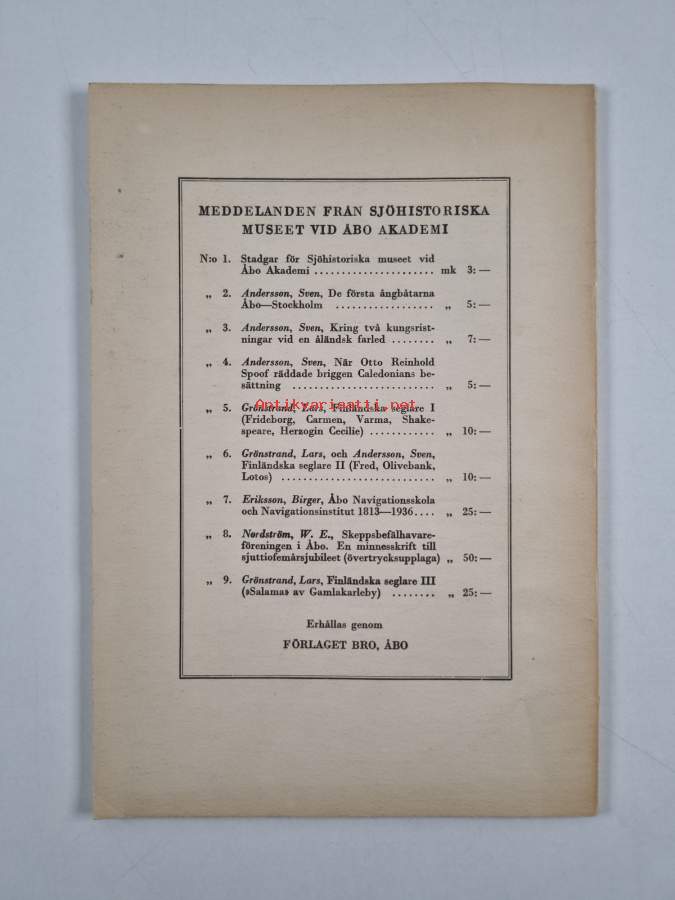 MEDDELANDEN FRÅN SJÖHISTORISKA
MUSEET VID ÅBO AKADEMI
N:o 1. Stadgar för Sjöhistoriska museet vid
Åbo Akademi ...................... mk 3: —
„ 2. Andersson, Sven, De första ångbåtarna
Åbo—Stockholm .................. „ 5: —
„ 3. Andersson, Sven, Kring två kungsrist-
ningar vid en åländsk farled ........ „ 7: —
„ 4. Andersson, Sven, När Otto Reinhold
Spoof räddade briggen Caledonians be-
sättning .......................... „ 5: —
Antikvariaatti.net
„ 5. Grönstrand, Lars, Finländska seglare I
(Frideborg, Carmen, Varma, Shake-
speare, Herzogin Cecilie) ............ „ 10: —
„ 6. Grönstrand, Lars, och Andersson, Sven,
Finländska seglare II (Fred, Olivebank,
Lotos) ............................ „ 10: —
„ 7. Eriksson, Birger, Åbo Navigationsskola
och Navigationsinstitut 1813—1936.... „ 25: —
„ 8. Nordström, W. E., Skeppsbefälhavare-
föreningen i Åbo. En minnesskrift till
sjuttiofemårsjubileet (övertrycksupplaga) „ 50: —
„ 9. Grönstrand, Lars, Finländska seglare III
(»Salama» av Gamlakarleby) ........ „ 25: —
Erhållas genom
FÖRLAGET BRO, ÅBO